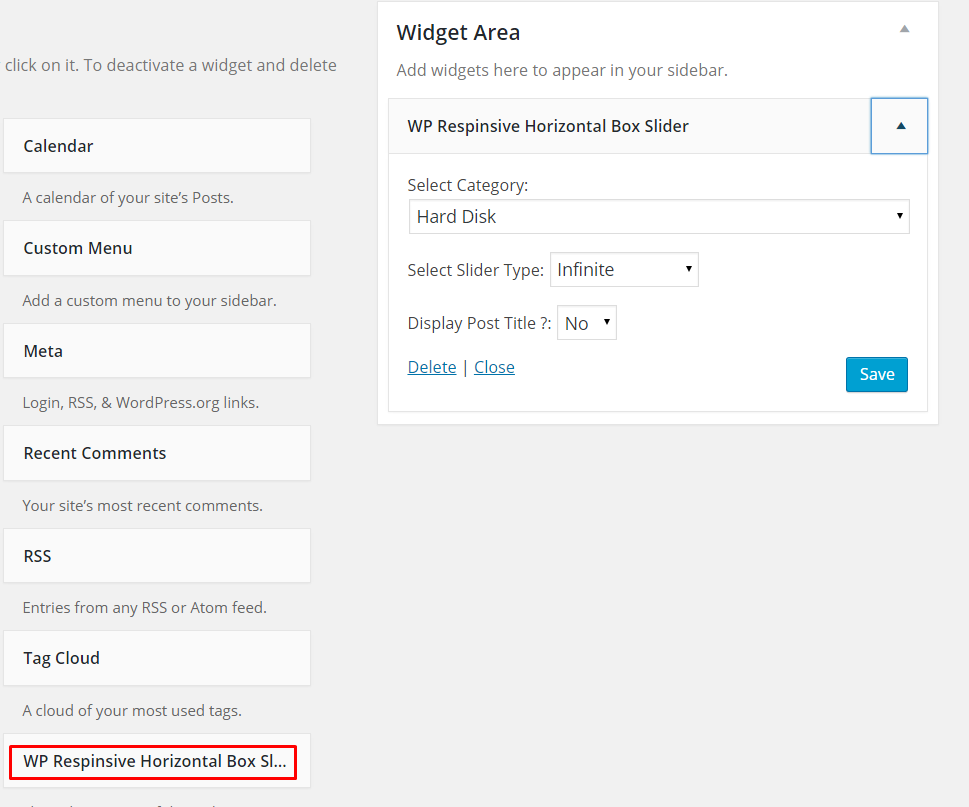 click on it. To deactivate a widget and delete
Calendar
A calendar of your site’s Posts.
Custom Menu
Add a custom menu to your sidebar.
Meta
Login, RSS, & WordPress.org links.
Recent Comments
Your site’s most recent comments.
RSS
Entries from any RSS or Atom feed.
Tag Cloud
A cloud of your most used tags.
WP Respinsive Horizontal Box Sl...
Widget Area
Add widgets here to appear in your sidebar.
WP Respinsive Horizontal Box Slider
Select Category:
Hard Disk
Select Slider Type: Infinite
Display Post Title ?: No
Delete | Close
Save